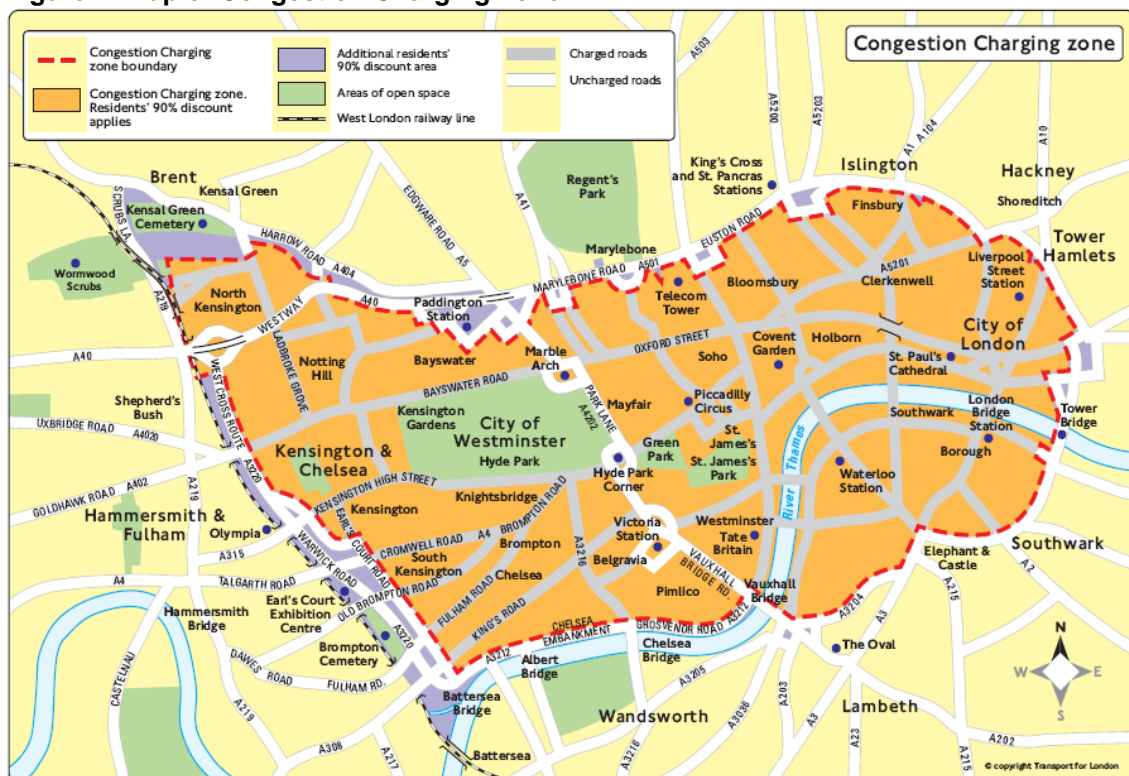 Congestion Charging
zone boundary
Congestion Charging zone.
Residents' 90% discount
applies
Additional residents'
90% discount area
Areas of open space
West London railway line
Charged roads
Uncharged roads
Congestion Charging zone
A503
A5200
A5203
A1
A104
A10
Brent
Kensal Green
SCRUBS LA.
Kensal Green
Cemetery
HARROW ROAD
A404
EDGWARE ROAD
A5
A41
Regent's
Park
King's Cross
and St. Pancras
Stations
Islington
Hackney
Shoreditch
Finsbury
Tower
Hamlets
Wormwood
Scrubs
A219
North
Kensington
WESTWAY
A40
Paddington
Station
Marylebone
MARYLEBONE ROAD
A501
EUSTON ROAD
Telecom
Tower
Bloomsbury
A5201
Clerkenwell
Liverpool
Street
Station
A40
LADBROKE GROVE
Notting
Hill
Bayswater
Marble
Arch
OXFORD STREET
Soho
Covent
Garden
Holborn
City of
London
St. Paul's
Cathedral
WEST CROSS ROUTE
Shepherd's
Bush
BAYSWATER ROAD
PARK LANE
A4202
Mayfair
Piccadilly
Circus
Southwark
London
Bridge
Station
Tower
Bridge
UXBRIDGE ROAD
A4020
Kensington
Gardens
City of
Westminster
Hyde Park
Green
Park
St.
James's
St. James's
Park
River Thames
Borough
A3220
Kensington &
Chelsea
Hyde Park
Corner
Waterloo
Station
GOLDHAWK ROAD
A402
A219
KENSINGTON HIGH STREET
Knightsbridge
Kensington
Hammersmith &
Fulham
Olympia
EARL'S COURT ROAD
CROMWELL ROAD
A4
BROMPTON ROAD
Brompton
A3216
Victoria
Station
Belgravia
Westminster
Tate
Britain
Elephant &
Castle
Southwark
A315
WARWICK ROAD
South
Kensington
Chelsea
VAUXHALL
BRIDGE RD.
Pimlico
Vauxhall
Bridge
A2
A4
TALGARTH ROAD
OLD BROMPTON ROAD
FULHAM ROAD
KING'S ROAD
Hammersmith
Bridge
Earl's Court
Exhibition
Centre
A3220
Brompton
Cemetery
CHELSEA
EMBANKMENT
GROSVENOR ROAD
A3212
A3212
A3204
A3
A215
CASTELNAU
DAWES ROAD
FULHAM RD.
A219
Albert
Bridge
Chelsea
Bridge
The Oval
N
W
E
S
Battersea
Bridge
A3205
Wandsworth
A203
Lambeth
A308
A217
Battersea
A3216
A3036
A3
A23
A202
A215
© copyright Transport for London